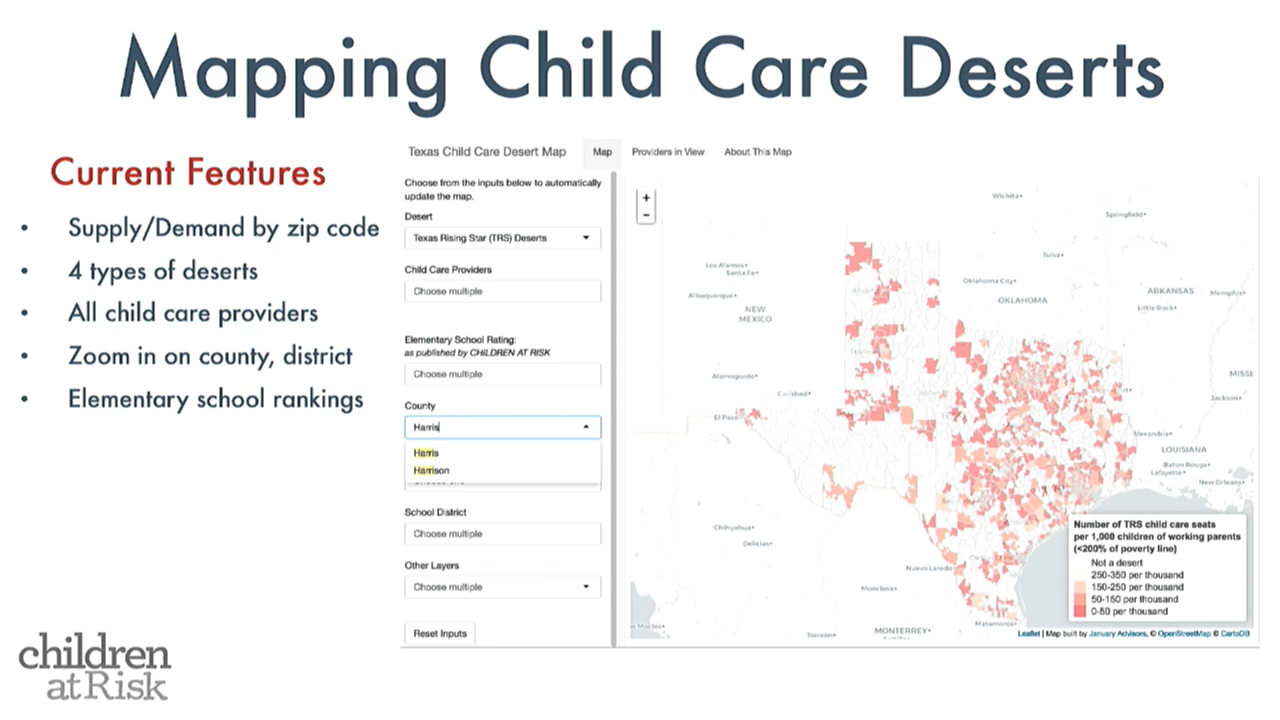 Mapping Child Care Deserts
Current Features
• Supply/Demand by zip code
• 4 types of deserts
• All child care providers
• Zoom in on county, district
• Elementary school rankings
children
at Risk
Texas Child Care Desert Map
Map
Providers in View
About This Map
Choose from the inputs below to automatically
update the map.
Desert
Texas Rising Star (TRS) Deserts
Child Care Providers
Choose multiple
Elementary School Rating:
as published by CHILDREN AT RISK
Choose multiple
County
Harris
Harris
Harrison
School District
Choose multiple
Other Layers
Choose multiple
Reset Inputs
+
−
Wichita
Springfield
Tulsa
Los Alamos
Santa Fe
Albuquerque
NEW
MEXICO
Oklahoma City
OKLAHOMA
ARKANSAS
Memphis
Little Rock
Alamogordo
Carlsbad
El Paso
MISSI
Jackson
Alexandria
LOUISIANA
Baton Rouge
Lafayette
New Orleans
Chihuahua
Delicias
Nuevo Laredo
Monclova
Torreón
MONTERREY
Matamoros
Number of TRS child care seats
per 1,000 children of working parents
(<200% of poverty line)
Not a desert
250-350 per thousand
150-250 per thousand
50-150 per thousand
0-50 per thousand
Leaflet | Map built by January Advisors, © OpenStreetMap © CartoDB